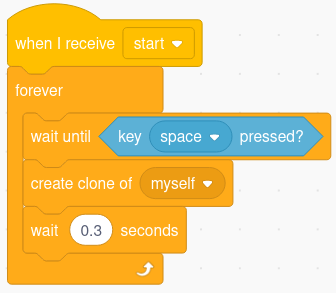 when I receive start
forever
wait until key space pressed?
create clone of myself
wait 0.3 seconds